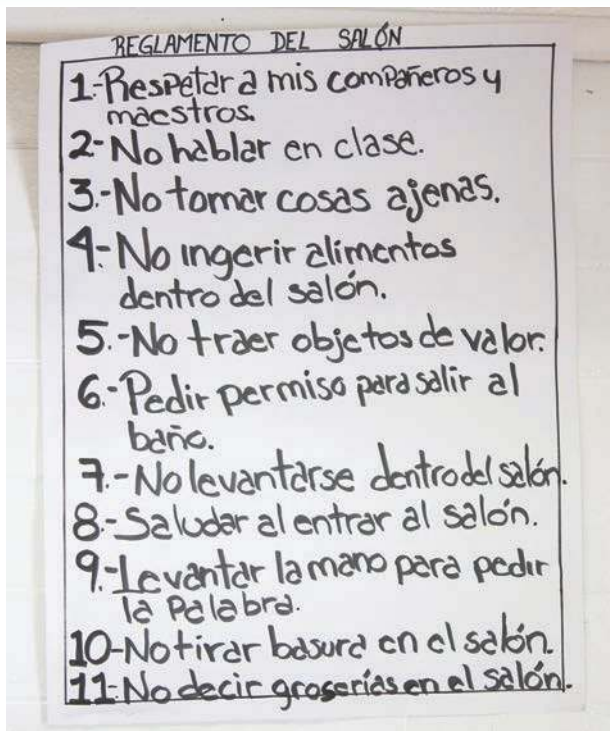 REGLAMENTO DEL SALÓN
1.-Respetar a mis compañeros y
maestros.
2-No hablar en clase.
3.-No tomar cosas ajenas.
4.-No ingerir alimentos
dentro del salón.
5.-No traer objetos de valor.
6.-Pedir permiso para salir al
baño.
7.-No levantarse dentro del salón.
8.-Saludar al entrar al salón.
9.-Levantar la mano para pedir
la palabra.
10-No tirar basura en el salón.
11.-No decir groserías en el salón.